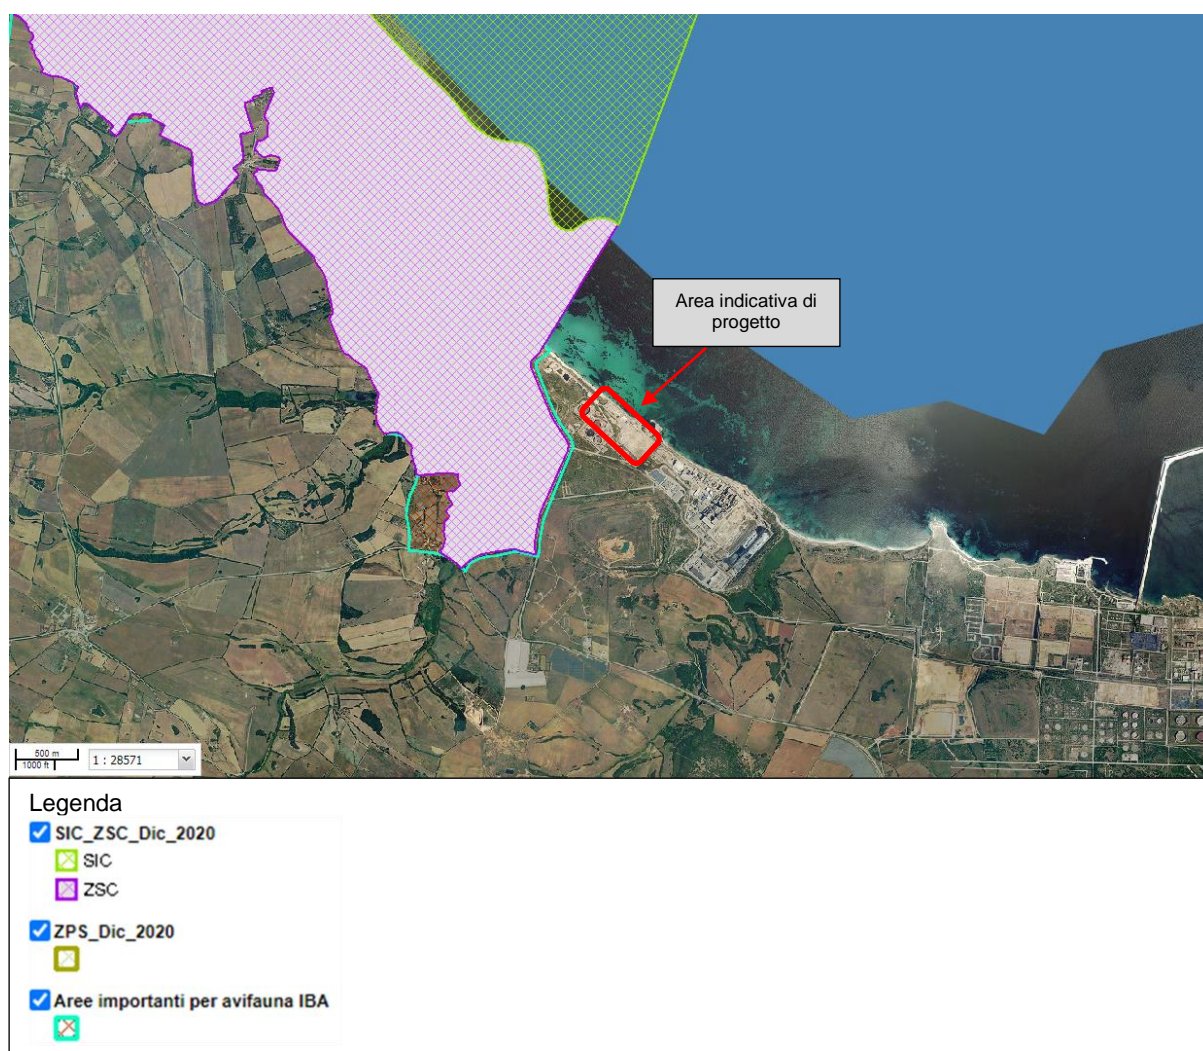 Area indicativa di
progetto
500 m
1000 ft
1 : 28571
Legenda
SIC_ZSC_Dic_2020
SIC
ZSC
ZPS_Dic_2020
Aree importanti per avifauna IBA